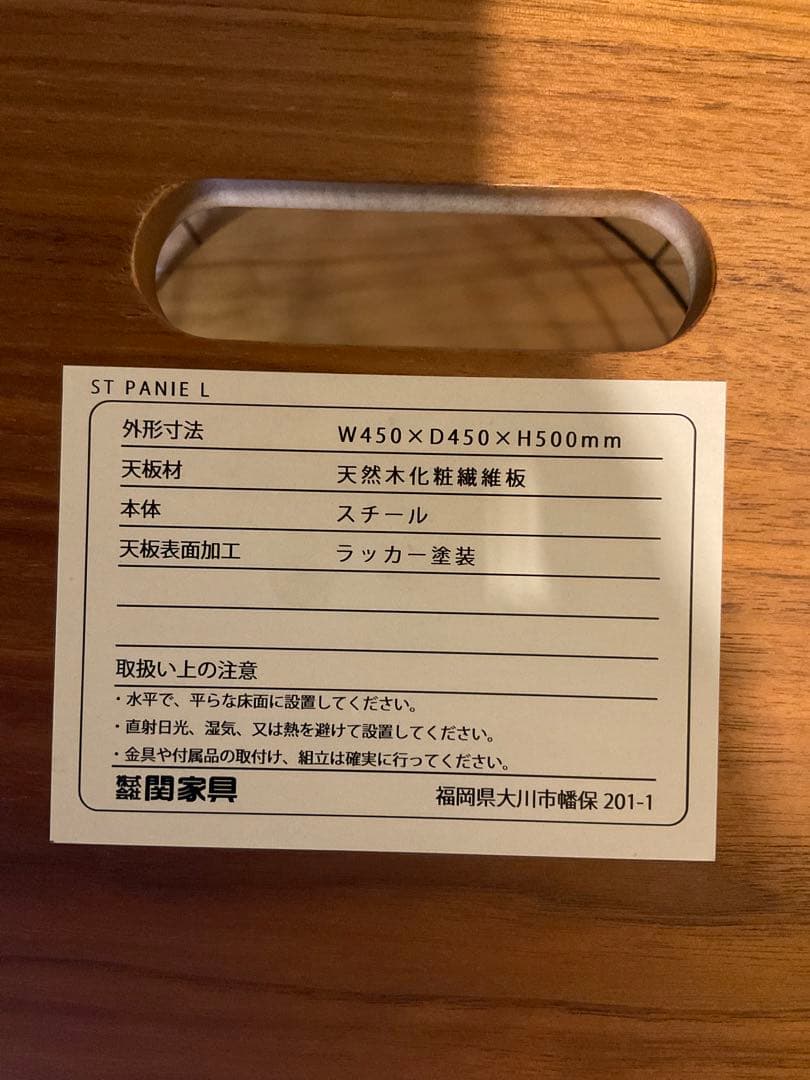 ST PANIE L
外形寸法 W450×D450×H500mm
天板材 天然木化粧繊維板
本体 スチール
天板表面加工 ラッカー塗装
取扱い上の注意
・水平で、平らな床面に設置してください。
・直射日光、湿気、又は熱を避けて設置してください。
・金具や付属品の取付け、組立は確実に行ってください。
株式会社 関家具 福岡県大川市幡保 201-1